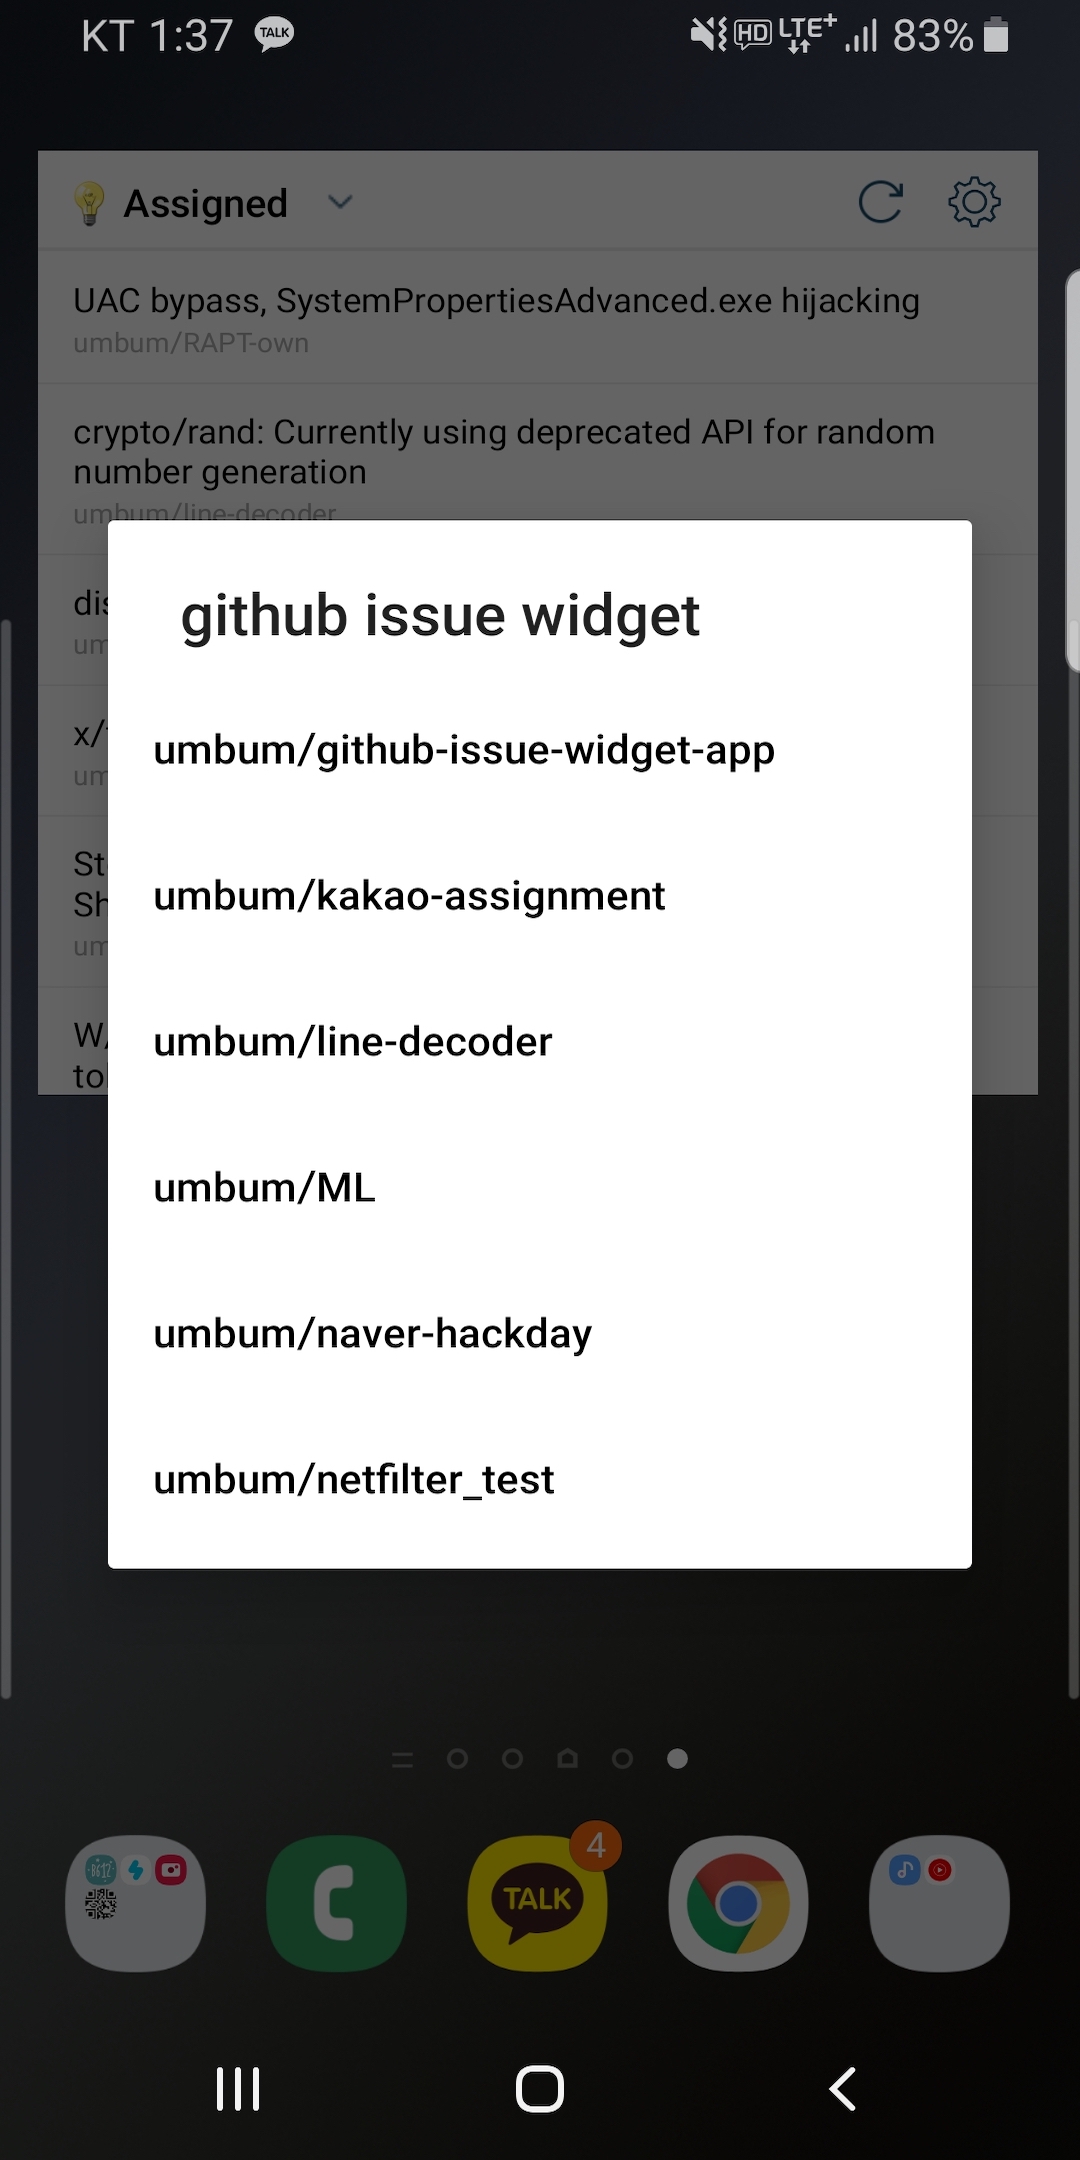 KT 1:37 TALK HD LTE+ 83%
Assigned
UAC bypass, SystemPropertiesAdvanced.exe hijacking
umbum/RAPT-own
crypto/rand: Currently using deprecated API for random
number generation
umbum/line-decoder
github issue widget
umbum/github-issue-widget-app
umbum/kakao-assignment
umbum/line-decoder
umbum/ML
umbum/naver-hackday
umbum/netfilter_test
dis
um
x/
um
St
Sh
um
W/
to
4
B612
TALK